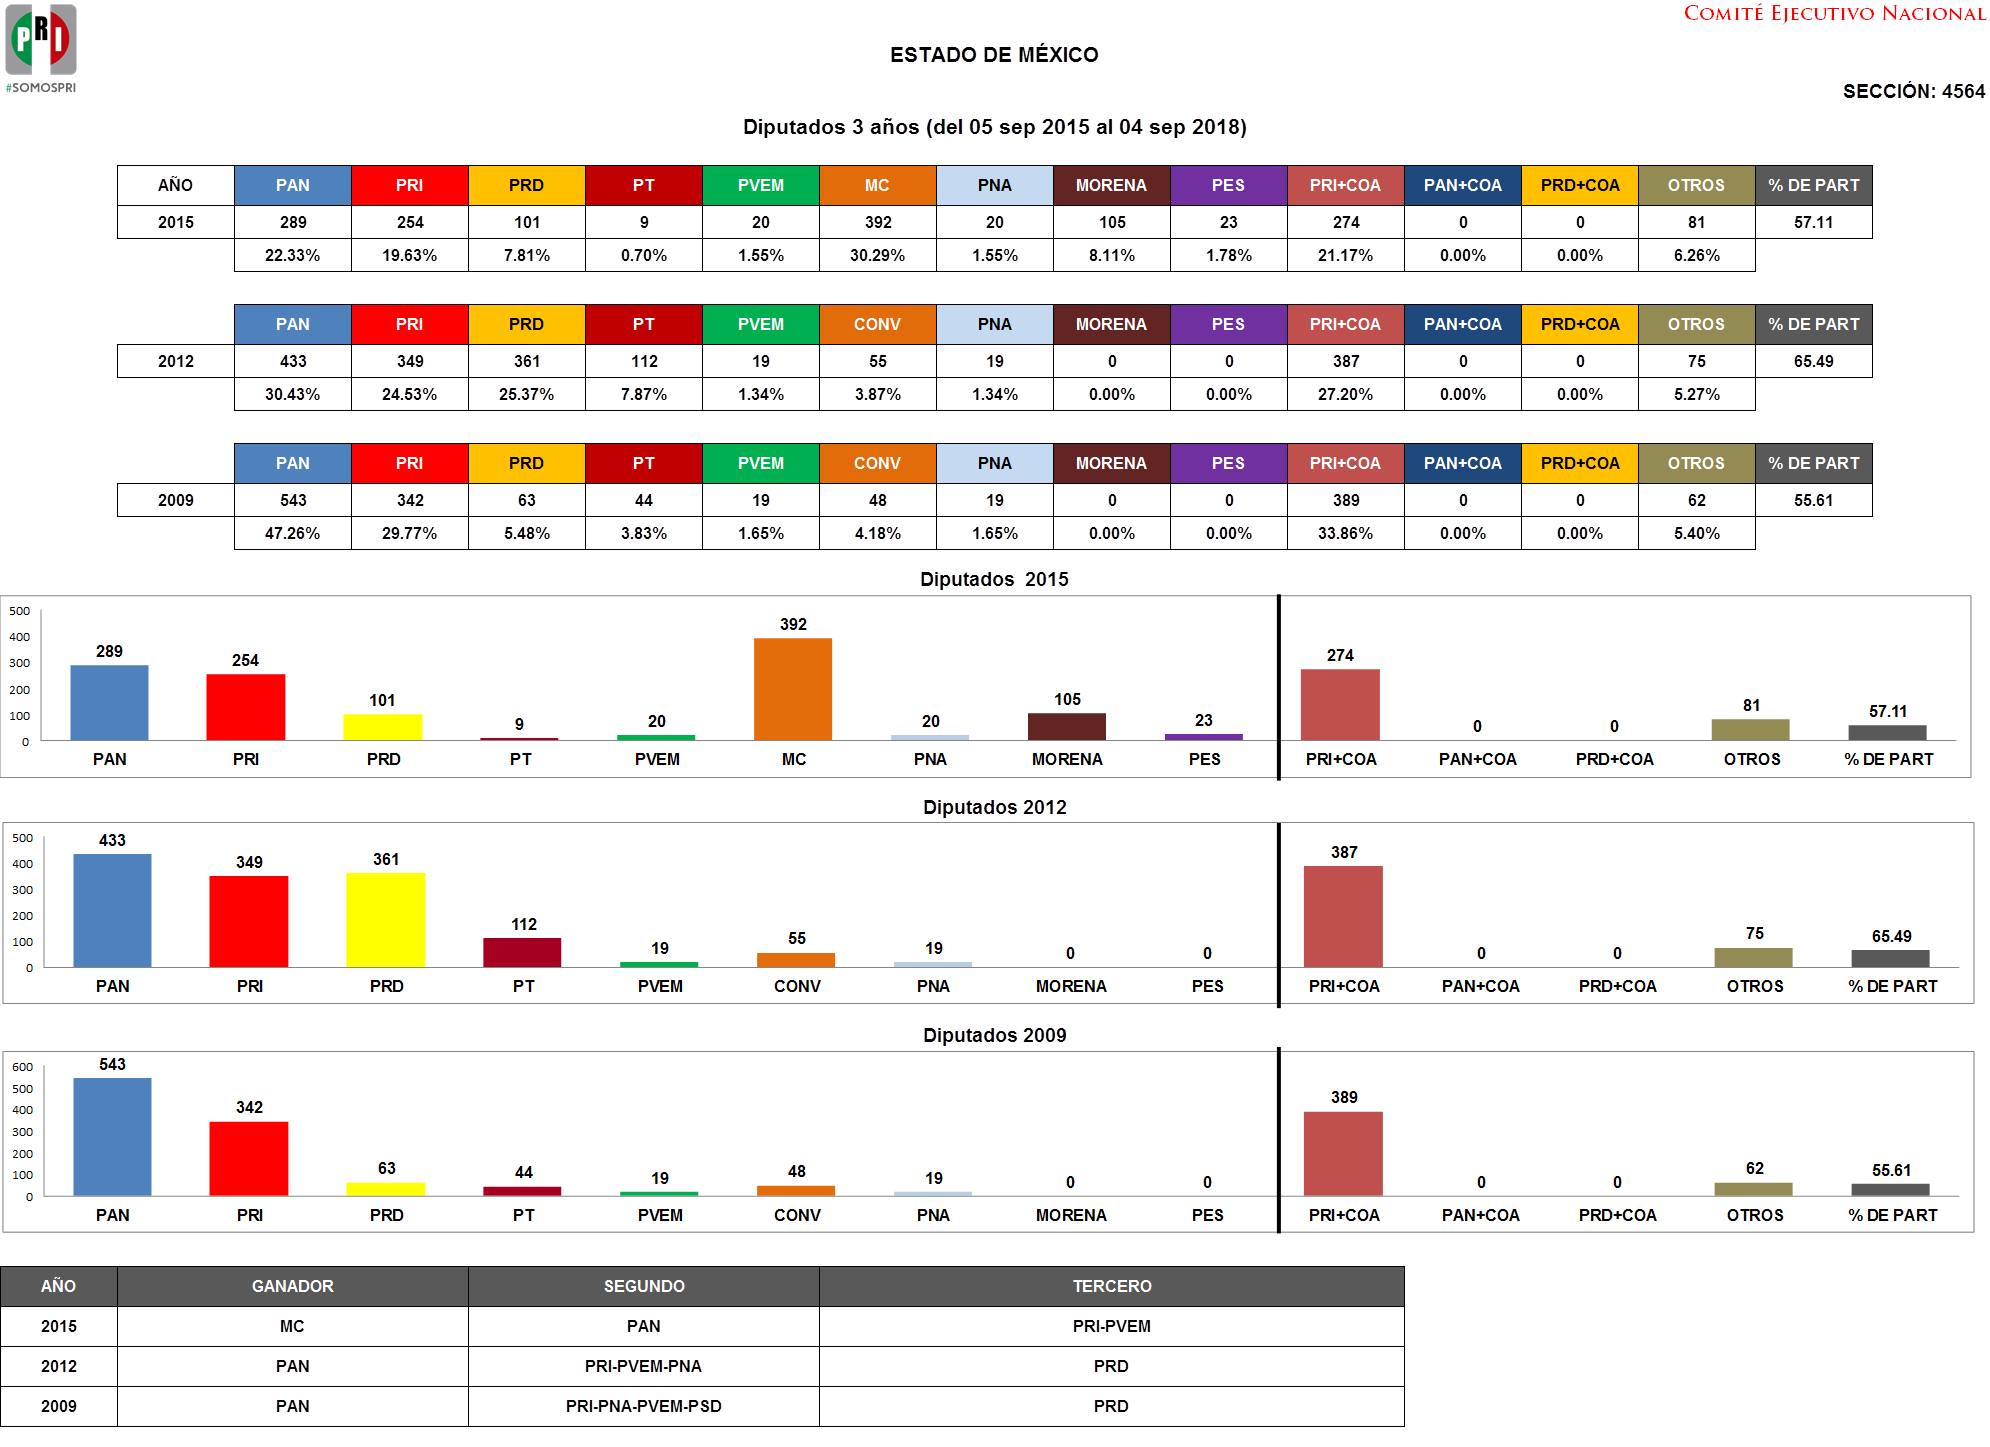 PRI
#SOMOSPRI
COMITÉ EJECUTIVO NACIONAL
ESTADO DE MÉXICO
SECCIÓN: 4564
Diputados 3 años (del 05 sep 2015 al 04 sep 2018)
AÑO PAN PRI PRD PT PVEM MC PNA MORENA PES PRI+COA PAN+COA PRD+COA OTROS % DE PART
2015 289 254 101 9 20 392 20 105 23 274 0 0 81 57.11
22.33% 19.63% 7.81% 0.70% 1.55% 30.29% 1.55% 8.11% 1.78% 21.17% 0.00% 0.00% 6.26%
PAN PRI PRD PT PVEM CONV PNA MORENA PES PRI+COA PAN+COA PRD+COA OTROS % DE PART
2012 433 349 361 112 19 55 19 0 0 387 0 0 75 65.49
30.43% 24.53% 25.37% 7.87% 1.34% 3.87% 1.34% 0.00% 0.00% 27.20% 0.00% 0.00% 5.27%
PAN PRI PRD PT PVEM CONV PNA MORENA PES PRI+COA PAN+COA PRD+COA OTROS % DE PART
2009 543 342 63 44 19 48 19 0 0 389 0 0 62 55.61
47.26% 29.77% 5.48% 3.83% 1.65% 4.18% 1.65% 0.00% 0.00% 33.86% 0.00% 0.00% 5.40%
Diputados 2015
500
400
300
200
100
0
289 254 101 9 20 392 20 105 23 274 0 0 81 57.11
PAN PRI PRD PT PVEM MC PNA MORENA PES PRI+COA PAN+COA PRD+COA OTROS % DE PART
Diputados 2012
500
400
300
200
100
0
433 349 361 112 19 55 19 0 0 387 0 0 75 65.49
PAN PRI PRD PT PVEM CONV PNA MORENA PES PRI+COA PAN+COA PRD+COA OTROS % DE PART
Diputados 2009
600
500
400
300
200
100
0
543 342 63 44 19 48 19 0 0 389 0 0 62 55.61
PAN PRI PRD PT PVEM CONV PNA MORENA PES PRI+COA PAN+COA PRD+COA OTROS % DE PART
AÑO GANADOR SEGUNDO TERCERO
2015 MC PAN PRI-PVEM
2012 PAN PRI-PVEM-PNA PRD
2009 PAN PRI-PNA-PVEM-PSD PRD